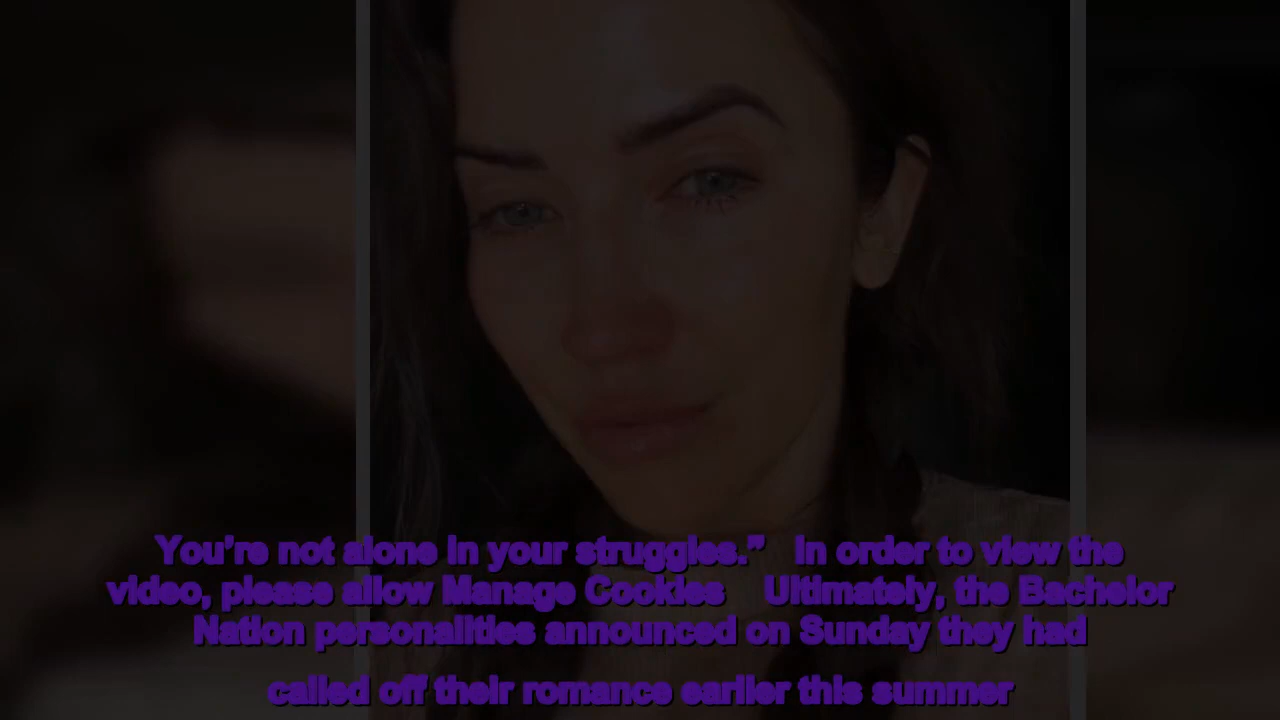 You're not alone in your struggles.” In order to view the
video, please allow Manage Cookies Ultimately, the Bachelor
Nation personalities announced on Sunday they had
called off their romance earlier this summer